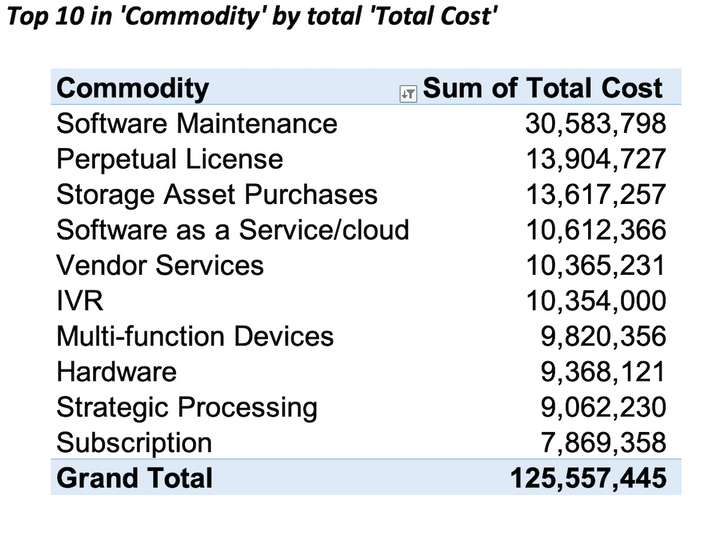 Top 10 in 'Commodity' by total 'Total Cost'
Commodity Sum of Total Cost
Software Maintenance 30,583,798
Perpetual License 13,904,727
Storage Asset Purchases 13,617,257
Software as a Service/cloud 10,612,366
Vendor Services 10,365,231
IVR 10,354,000
Multi-function Devices 9,820,356
Hardware 9,368,121
Strategic Processing 9,062,230
Subscription 7,869,358
Grand Total 125,557,445